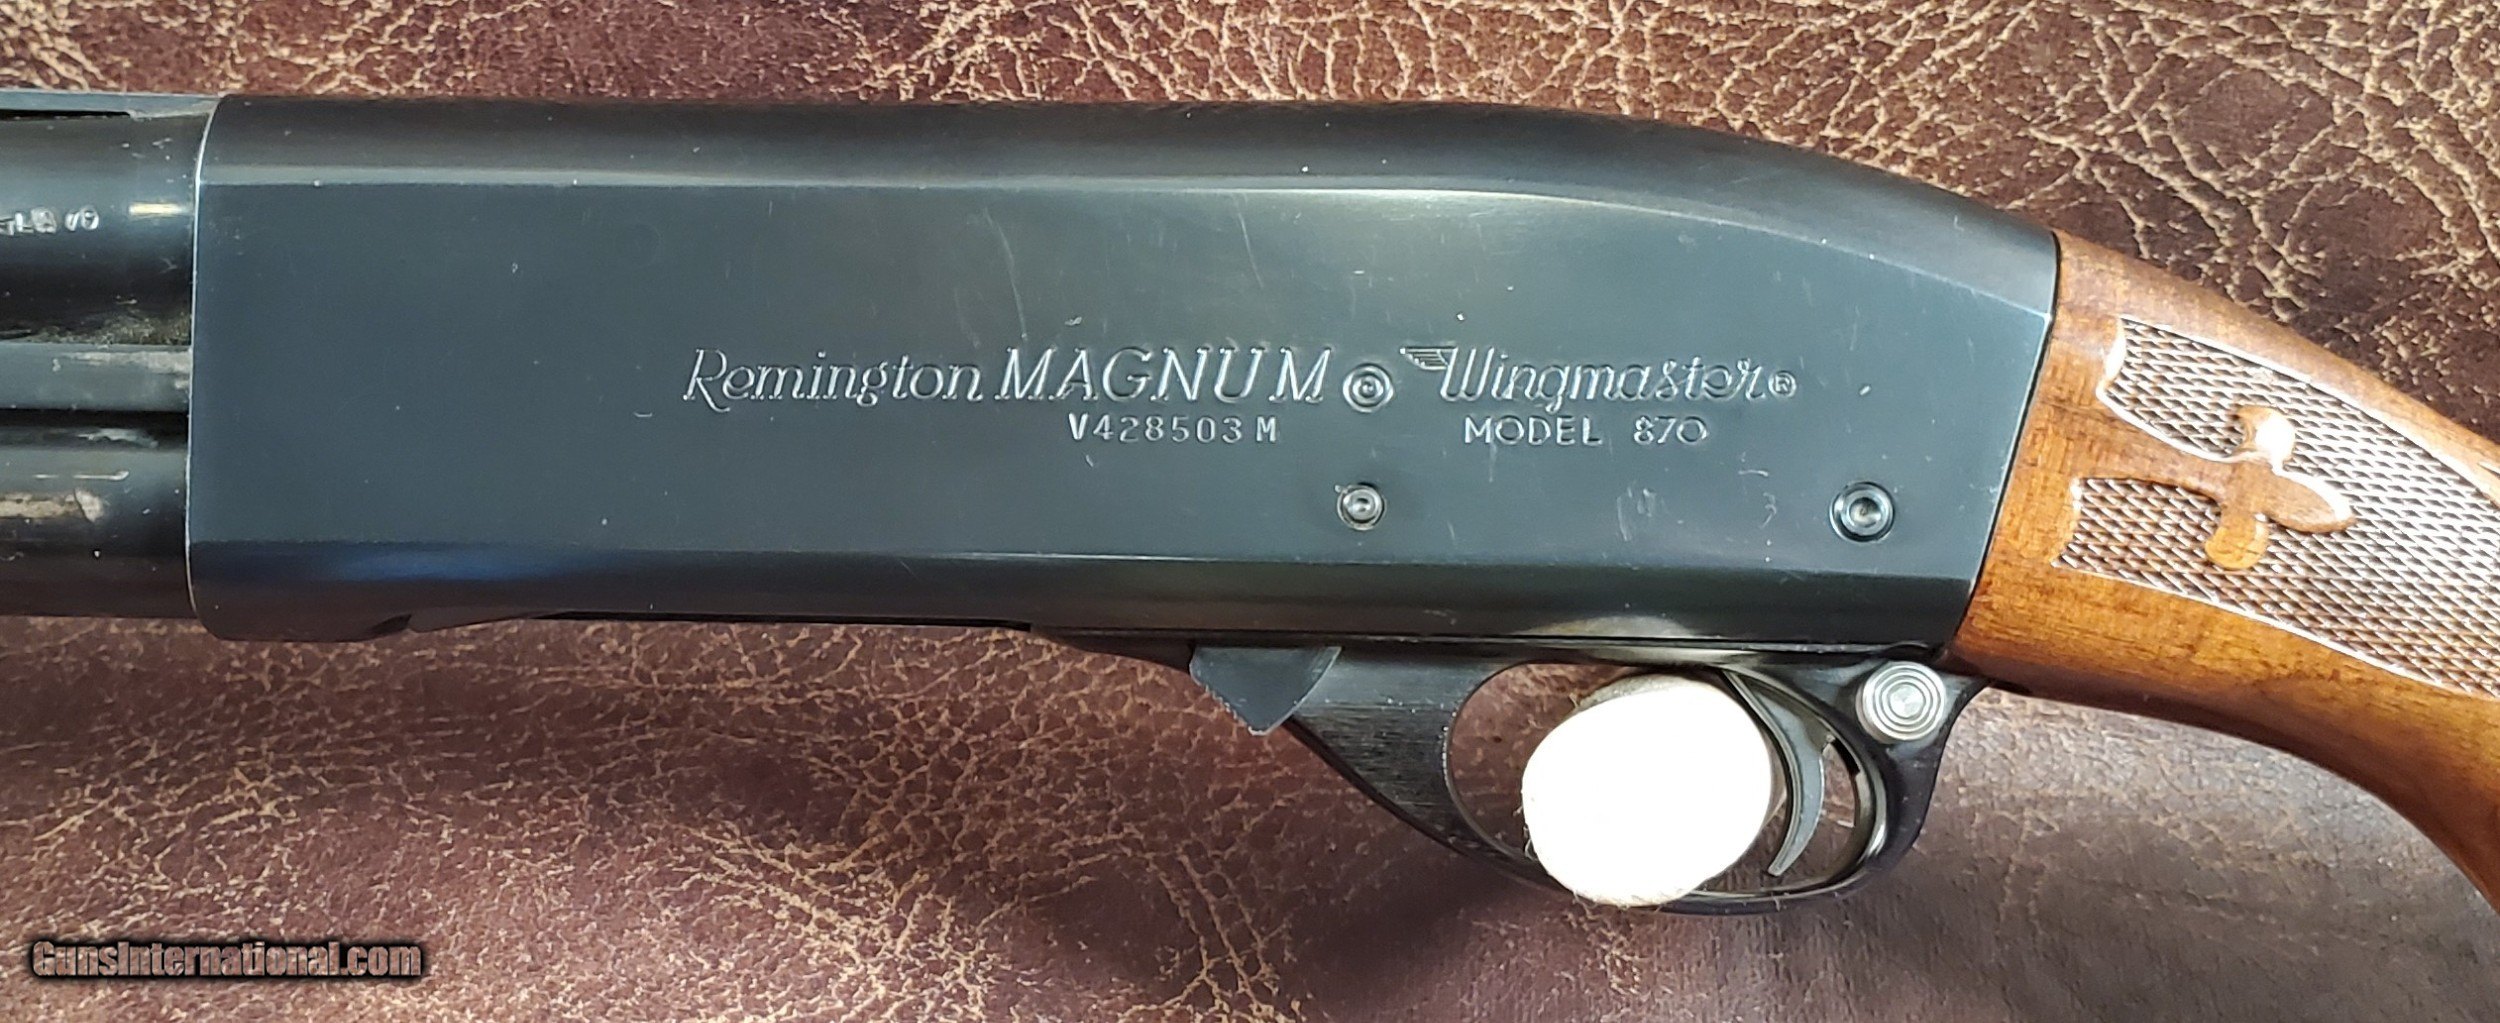 Remington MAGNUM Wingmaster®
V428503M MODEL 870
GunsInternational.com